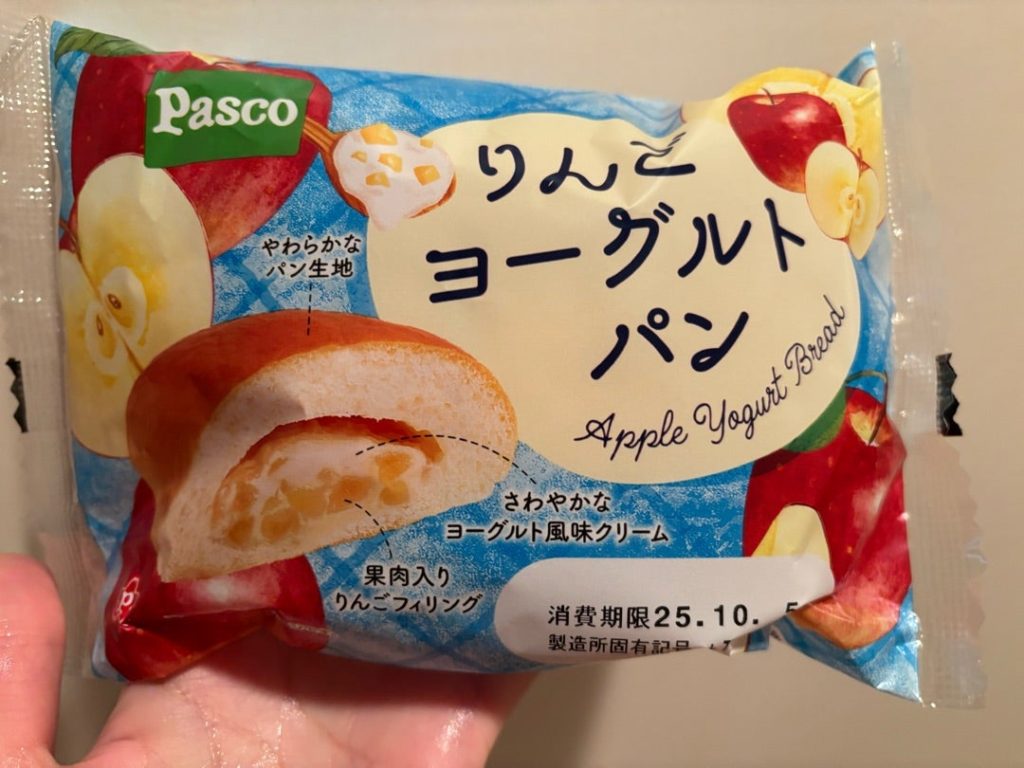 Pasco
りんご
ヨーグルト
パン
Apple Yogurt Bread
やわらかな
パン生地
さわやかな
ヨーグルト風味クリーム
果肉入り
りんごフィリング
消費期限25.10.
製造所固有記号